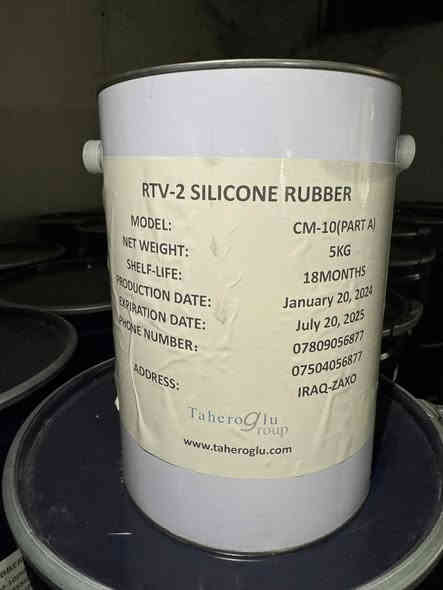 RTV-2 SILICONE RUBBER
MODEL: CM-10(PART A)
NET WEIGHT: 5KG
SHELF-LIFE: 18MONTHS
PRODUCTION DATE: January 20, 2024
EXPIRATION DATE: July 20, 2025
PHONE NUMBER: 07809056877
07504056877
ADDRESS: IRAQ-ZAXO
Taheroglu
group
www.taheroglu.com